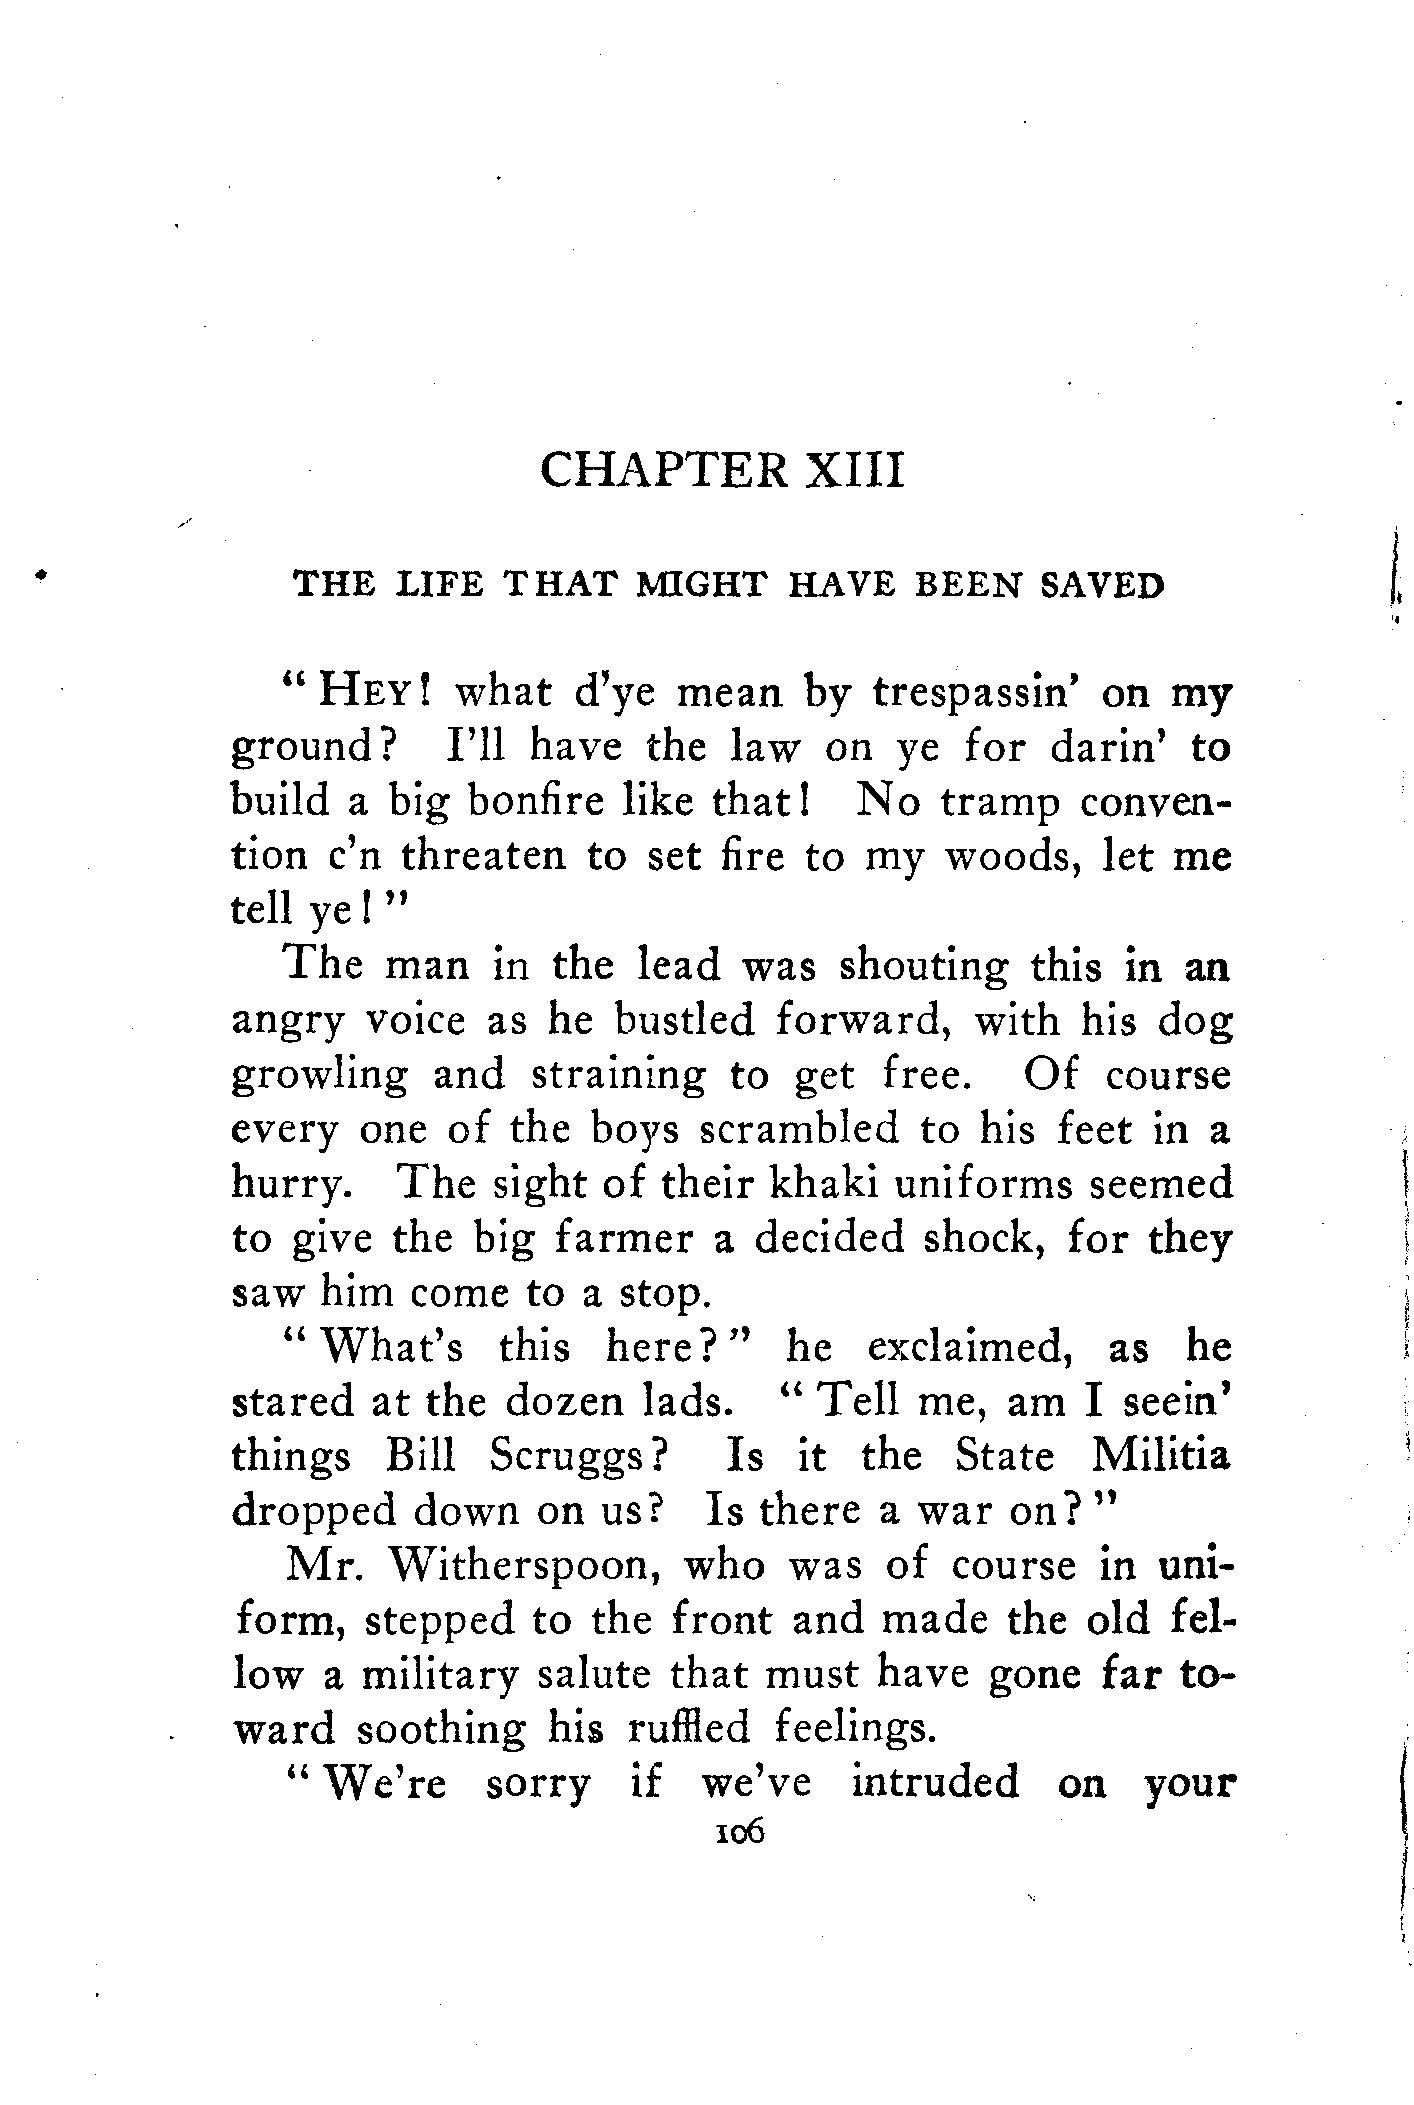 CHAPTER XIII
THE LIFE THAT MIGHT HAVE BEEN SAVED
“ HEY! what d’ye mean by trespassin’ on my
ground? I’ll have the law on ye for darin’ to
build a big bonfire like that! No tramp conven-
tion c’n threaten to set fire to my woods, let me
tell ye! ”
The man in the lead was shouting this in an
angry voice as he bustled forward, with his dog
growling and straining to get free. Of course
every one of the boys scrambled to his feet in a
hurry. The sight of their khaki uniforms seemed
to give the big farmer a decided shock, for they
saw him come to a stop.
“ What’s this here? ” he exclaimed, as he
stared at the dozen lads. “ Tell me, am I seein’
things Bill Scruggs? Is it the State Militia
dropped down on us? Is there a war on? ”
Mr. Witherspoon, who was of course in uni-
form, stepped to the front and made the old fel-
low a military salute that must have gone far to-
ward soothing his ruffled feelings.
“ We’re sorry if we’ve intruded on your
106